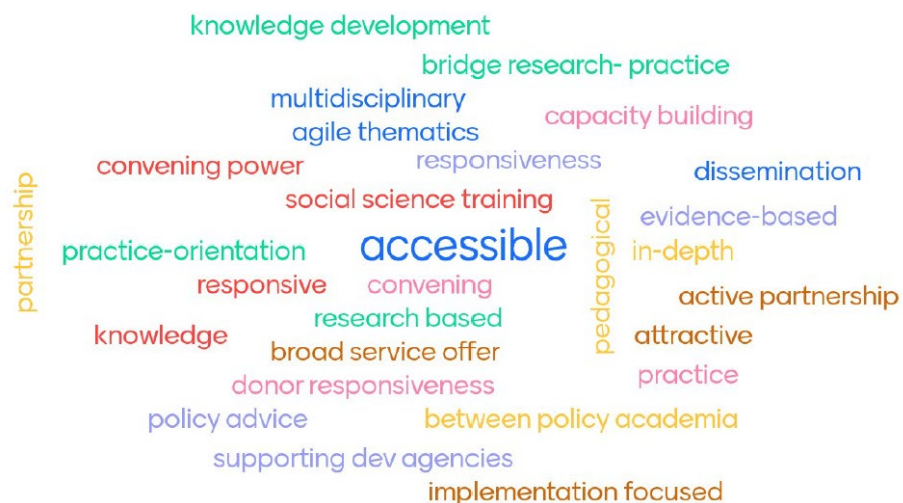 knowledge development
bridge research- practice
multidisciplinary
capacity building
agile thematics
responsiveness
convening power
dissemination
partnership
social science training
pedagogical
evidence-based
practice-orientation
accessible
in-depth
responsive
convening
active partnership
research based
knowledge
attractive
broad service offer
donor responsiveness
practice
policy advice
between policy academia
supporting dev agencies
implementation focused